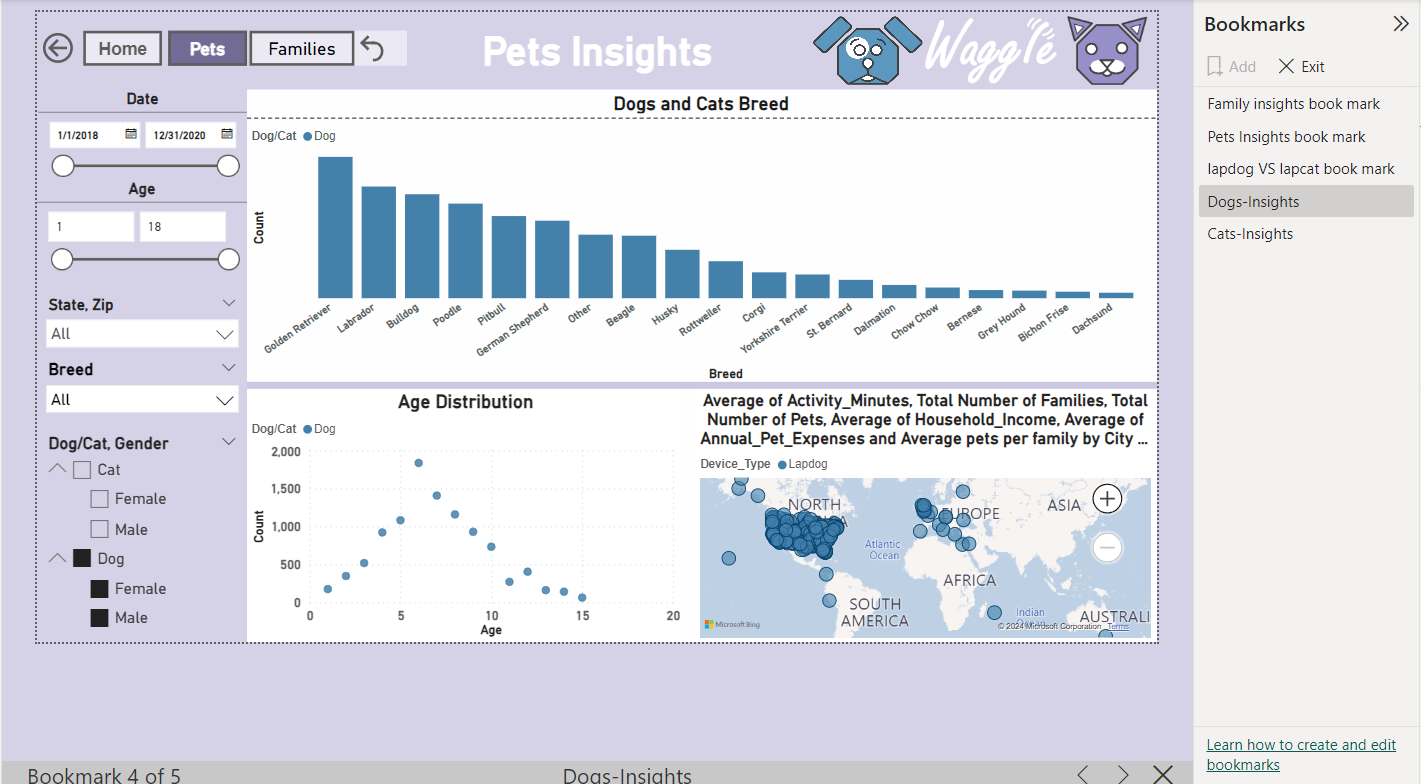 Home
Pets
Families
Pets Insights
Waggle
Date
1/1/2018
12/31/2020
Age
1
18
State, Zip
All
Breed
All
Dog/Cat, Gender
Cat
Female
Male
Dog
Female
Male
Dogs and Cats Breed
Dog/Cat Dog
Count
Golden Retriever
Labrador
Bulldog
Poodle
Pitbull
German Shepherd
Other
Beagle
Husky
Rottweiler
Corgi
Yorkshire Terrier
St. Bernard
Dalmation
Chow Chow
Bernese
Grey Hound
Bichon Frise
Dachsund
Breed
Age Distribution
Dog/Cat Dog
Count
2,000
1,500
1,000
500
0
0 5 10 15 20
Age
Average of Activity_Minutes, Total Number of Families, Total
Number of Pets, Average of Household_Income, Average of
Annual_Pet_Expenses and Average pets per family by City ...
Device_Type Lapdog
NORTH
EUROPE
ASIA
Atlantic
Ocean
AFRICA
SOUTH
AMERICA
Indian
Ocean
AUSTRALI
Microsoft Bing
© 2024 Microsoft Corporation Terms
Bookmarks
Add
Exit
Family insights book mark
Pets Insights book mark
lapdog VS lapcat book mark
Dogs-Insights
Cats-Insights
Learn how to create and edit
bookmarks
Bookmark 4 of 5
Dogs-Insights